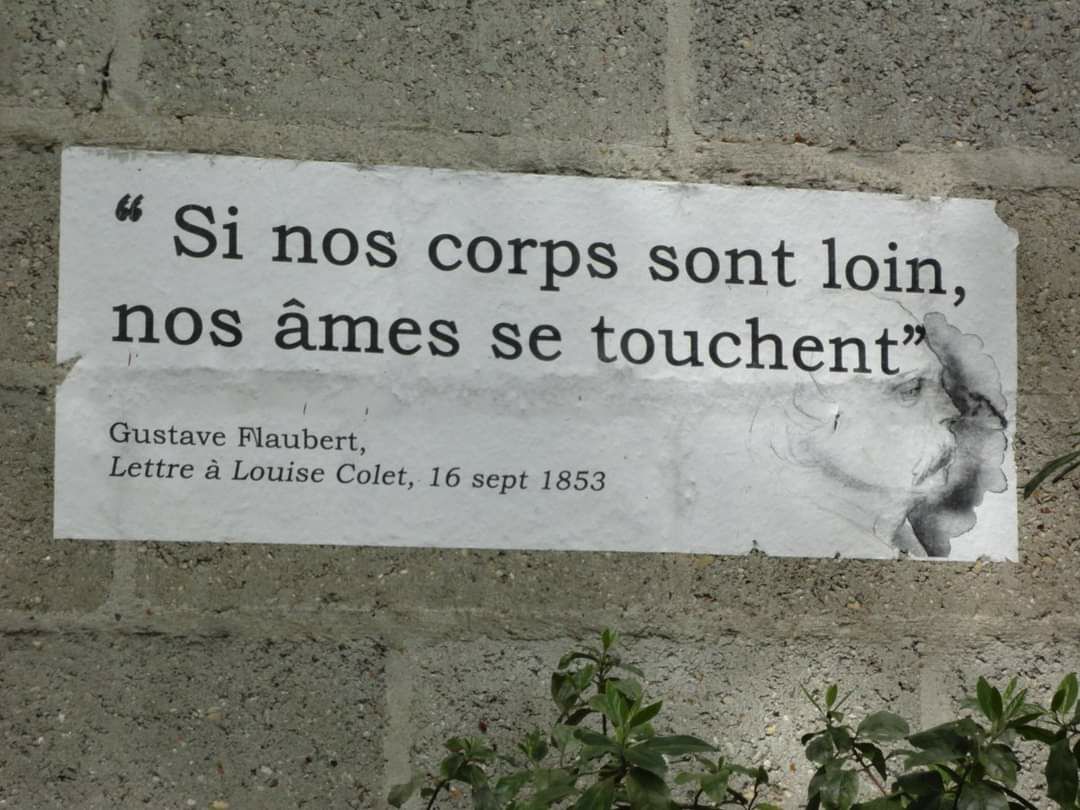 “ Si nos corps sont loin,
nos âmes se touchent”
Gustave Flaubert,
Lettre à Louise Colet, 16 sept 1853